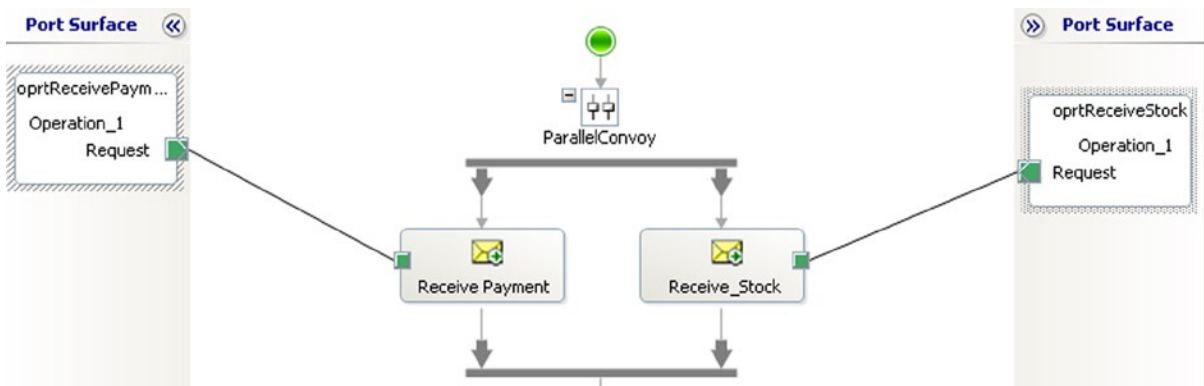 Port Surface
oprtReceivePaym...
Operation_1
Request
ParallelConvoy
Receive Payment
Receive_Stock
Port Surface
oprtReceiveStock
Operation_1
Request